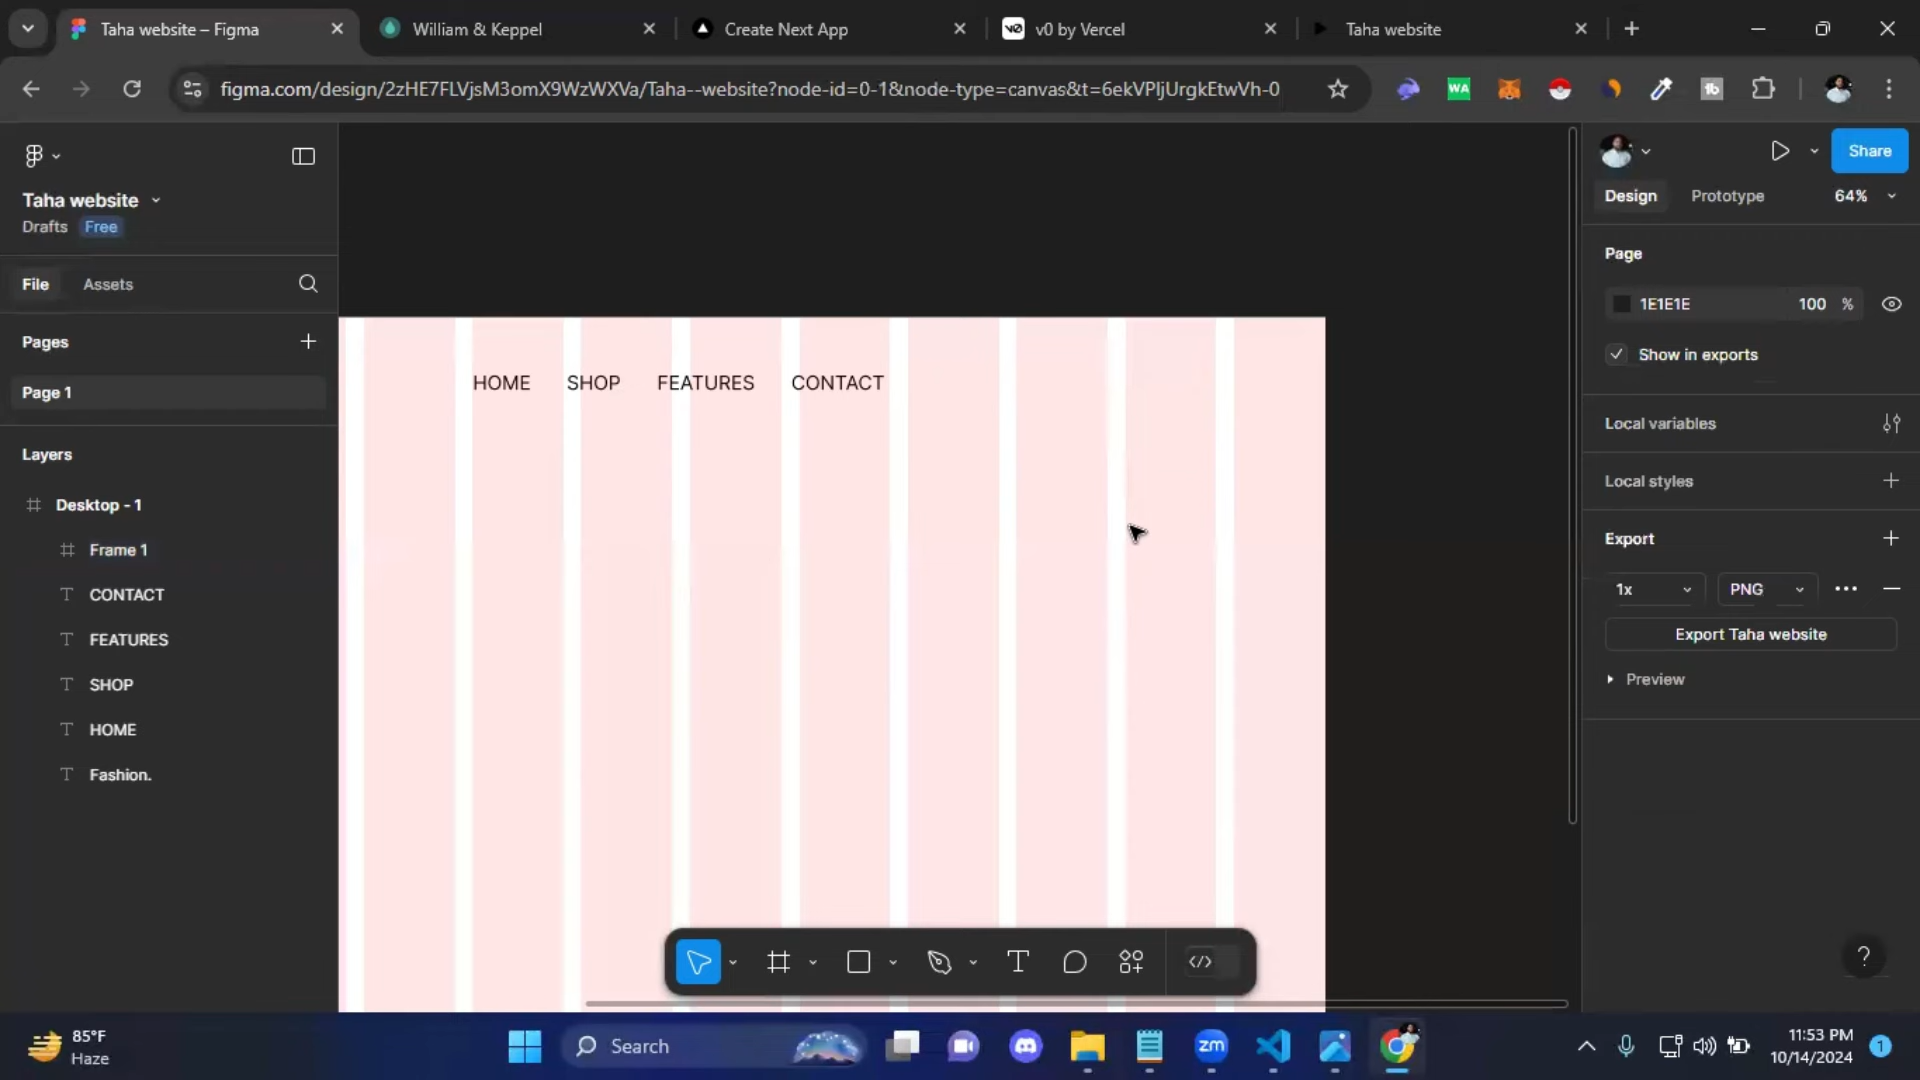 Taha website – Figma
William & Keppel
Create Next App
v0 by Vercel
Taha website
figma.com/design/2zHE7FLVjsM3omX9WzWXVa/Taha--website?node-id=0-1&node-type=canvas&t=6ekVPljUrgkEtwVh-0
WA
Taha website
Drafts Free
File Assets
Pages
Page 1
Layers
Desktop - 1
Frame 1
CONTACT
FEATURES
SHOP
HOME
Fashion.
HOME SHOP FEATURES CONTACT
Share
Design Prototype 64%
Page
1E1E1E 100 %
Show in exports
Local variables
Local styles
Export
1x PNG
Export Taha website
Preview
?
85°F
Haze
Search
zm
11:53 PM
10/14/2024
1